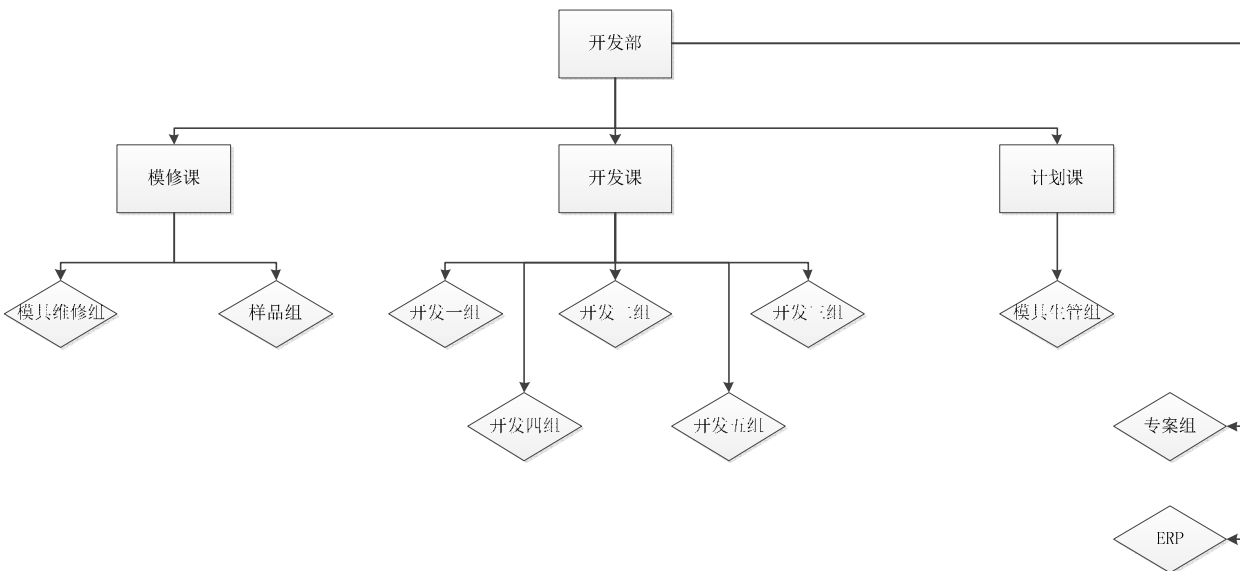 开发部
模修课
开发课
计划课
模具维修组
样品组
开发一组
开发二组
开发三组
模具生管组
开发四组
开发五组
专案组
ERP